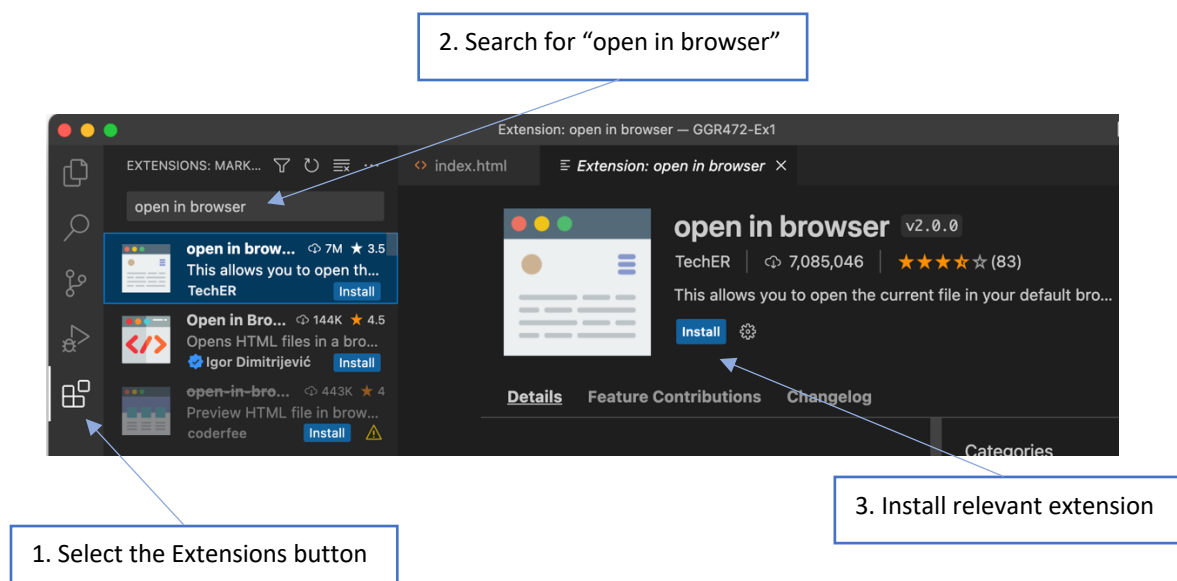 2. Search for “open in browser”
Extension: open in browser — GGR472-Ex1
EXTENSIONS: MARK...
index.html
Extension: open in browser
open in browser
open in brow... 7M ★ 3.5
This allows you to open th...
TechER Install
Open in Bro... 144K ★ 4.5
Opens HTML files in a bro...
Igor Dimitrijević Install
open-in-bro... 443K ★ 4
Preview HTML file in brow...
coderfee Install
open in browser v2.0.0
TechER 7,085,046 (83)
This allows you to open the current file in your default bro...
Install
Details Feature Contributions Changelog
Categories
3. Install relevant extension
1. Select the Extensions button